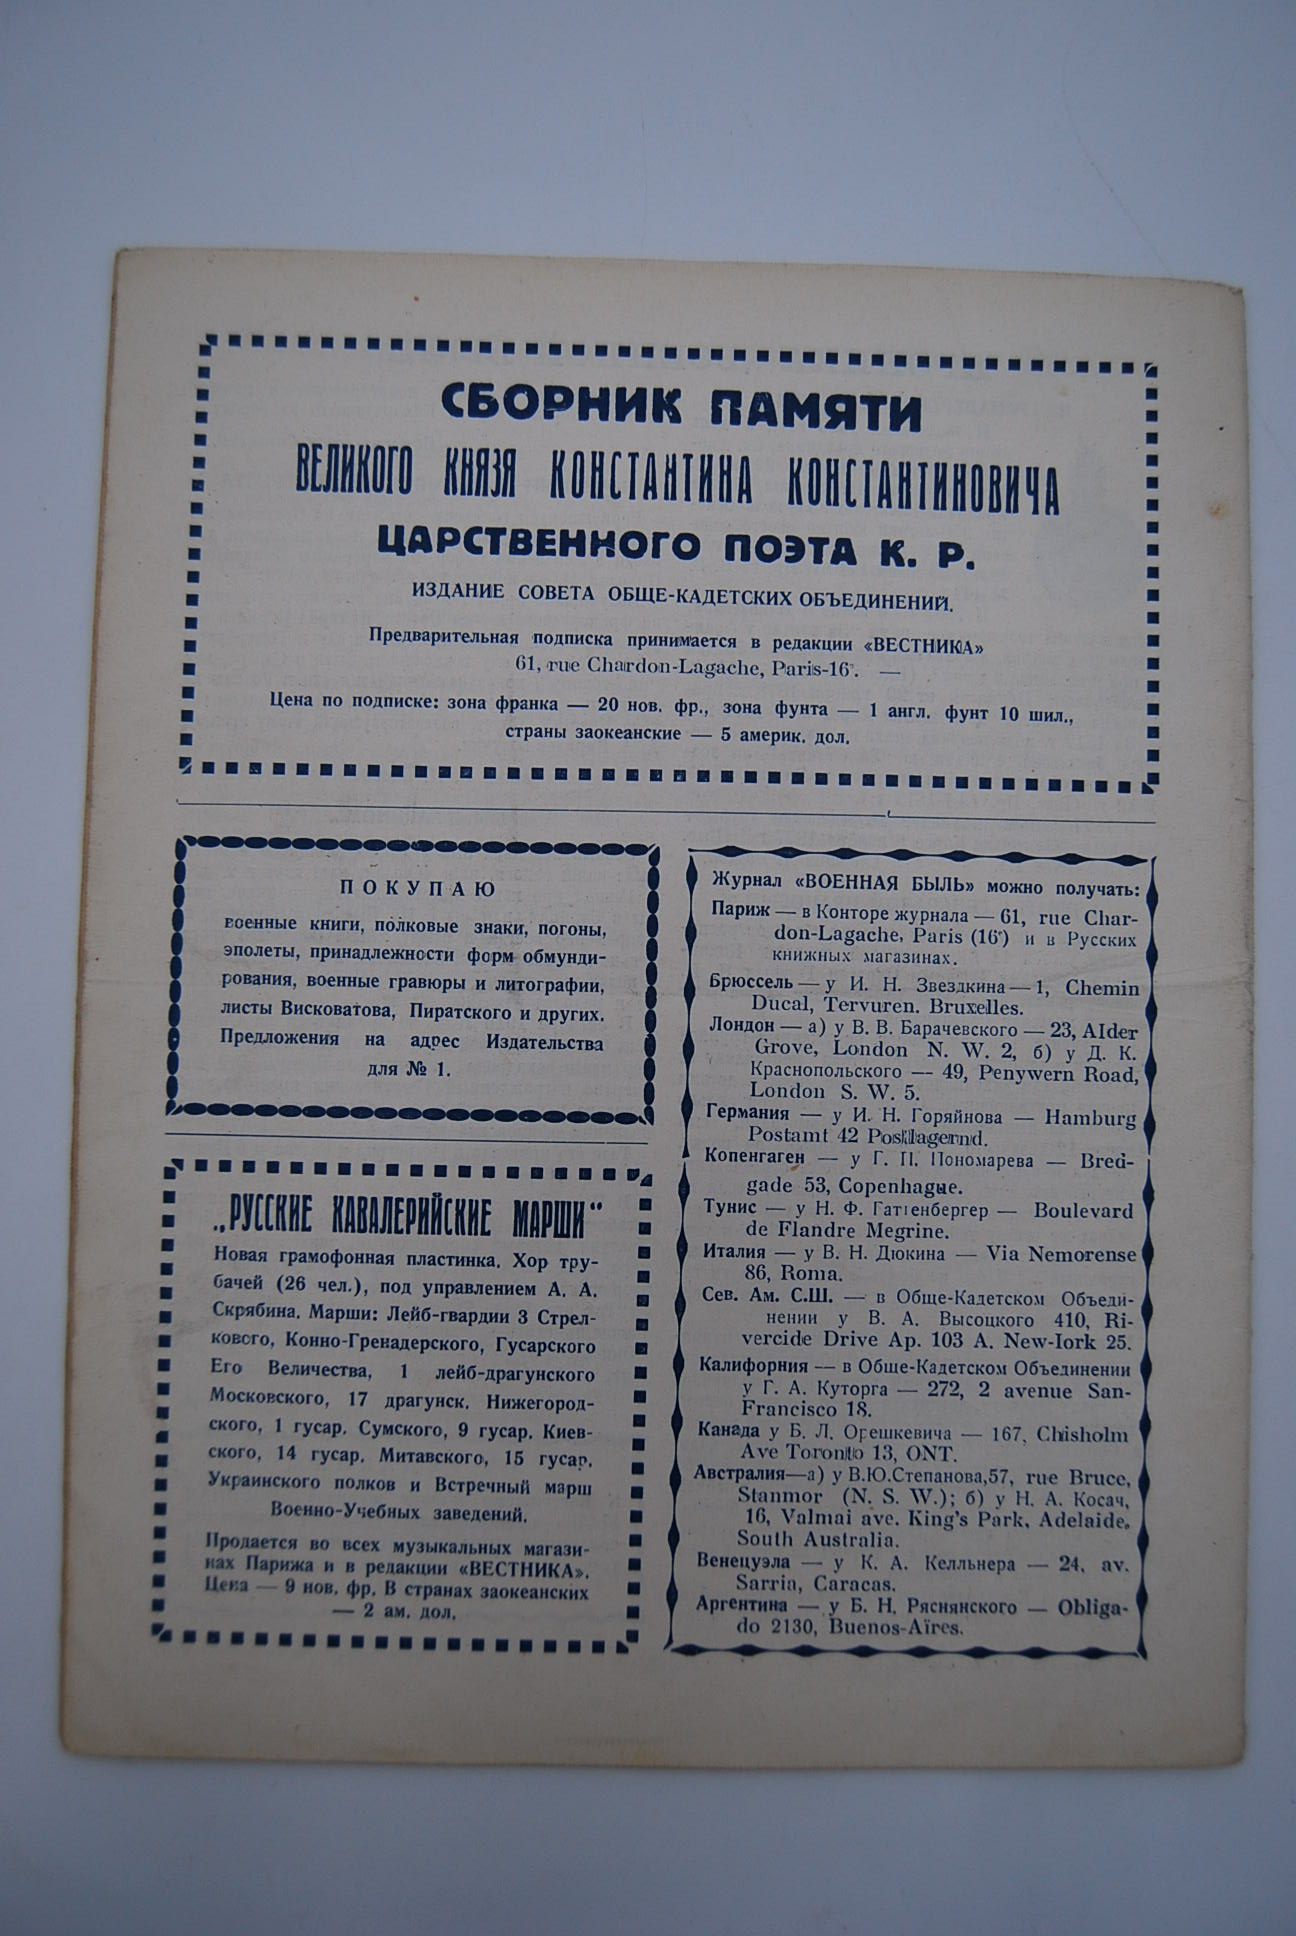 СБОРНИК ПАМЯТИ
ВЕЛИКОГО КНЯЗЯ КОНСТАНТИНА КОНСТАНТИНОВИЧА
ЦАРСТВЕННОГО ПОЭТА К. Р.
ИЗДАНИЕ СОВЕТА ОБЩЕ-КАДЕТСКИХ ОБЪЕДИНЕНИЙ.
Предварительная подписка принимается в редакции «ВЕСТНИКА»
61, rue Chardon-Lagache, Paris-16e. —
Цена по подписке: зона франка — 20 нов. фр., зона фунта — 1 англ. фунт 10 шил.,
страны заокеанские — 5 америк. дол.
ПОКУПАЮ
военные книги, полковые знаки, погоны,
эполеты, принадлежности форм обмунди-
рования, военные гравюры и литографии,
листы Висковатова, Пиратского и других.
Предложения на адрес Издательства
для № 1.
„РУССКИЕ КАВАЛЕРИЙСКИЕ МАРШИ“
Новая грамофонная пластинка. Хор тру-
бачей (26 чел.), под управлением А. А.
Скрябина. Марши: Лейб-гвардии 3 Стрел-
кового, Конно-Гренадерского, Гусарского
Его Величества, 1 лейб-драгунского
Московского, 17 драгунск. Нижегород-
ского, 1 гусар. Сумского, 9 гусар. Киев-
ского, 14 гусар. Митавского, 15 гусар.
Украинского полков и Встречный марш
Военно-Учебных заведений.
Продается во всех музыкальных магази-
нах Парижа и в редакции «ВЕСТНИКА».
Цена — 9 нов. фр. В странах заокеанских
— 2 ам. дол.
Журнал «ВОЕННАЯ БЫЛЬ» можно получать:
Париж — в Конторе журнала — 61, rue Char-
don-Lagache, Paris (16e) и в Русских
книжных магазинах.
Брюссель — у И. Н. Звездкина — 1, Chemin
Ducal, Tervuren. Bruxelles.
Лондон — а) у В. В. Барачевского — 23, Alder
Grove, London N. W. 2, б) у Д. К.
Краснопольского — 49, Penywern Road,
London S. W. 5.
Германия — у И. Н. Горяйнова — Hamburg
Postamt 42 Postlagernd.
Копенгаген — у Г. П. Пономарева — Bred-
gade 53, Copenhague.
Тунис — у Н. Ф. Гаттенбергер — Boulevard
de Flandre Megrine.
Италия — у В. Н. Дюкина — Via Nemorense
86, Roma.
Сев. Ам. С.Ш. — в Обще-Кадетском Объеди-
нении у В. А. Высоцкого 410, Ri-
vercide Drive Ap. 103 A. New-Iork 25.
Калифорния — в Обще-Кадетском Объединении
у Г. А. Куторга — 272, 2 avenue San-
Francisco 18.
Канада у Б. Л. Орешкевича — 167, Chisholm
Ave Toronto 13, ONT.
Австралия—а) у В.Ю.Степанова,57, rue Bruce,
Stanmor (N. S. W.); б) у Н. А. Косач,
16, Valmai ave. King's Park, Adelaide,
South Australia.
Венецуэла — у К. А. Келльнера — 24, av.
Sarria, Caracas.
Аргентина — у Б. Н. Ряснянского — Obliga-
do 2130, Buenos-Aïres.